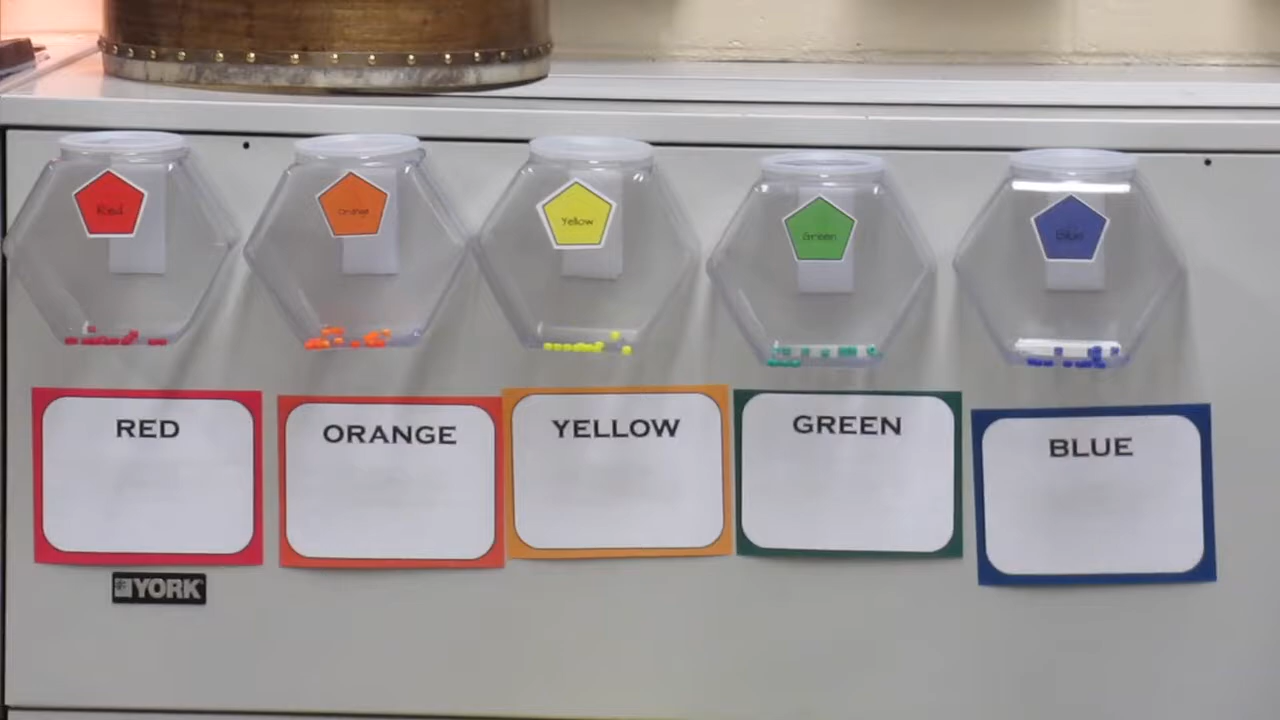 Red
Orange
Yellow
Green
Blue
RED
ORANGE
YELLOW
GREEN
BLUE
YORK